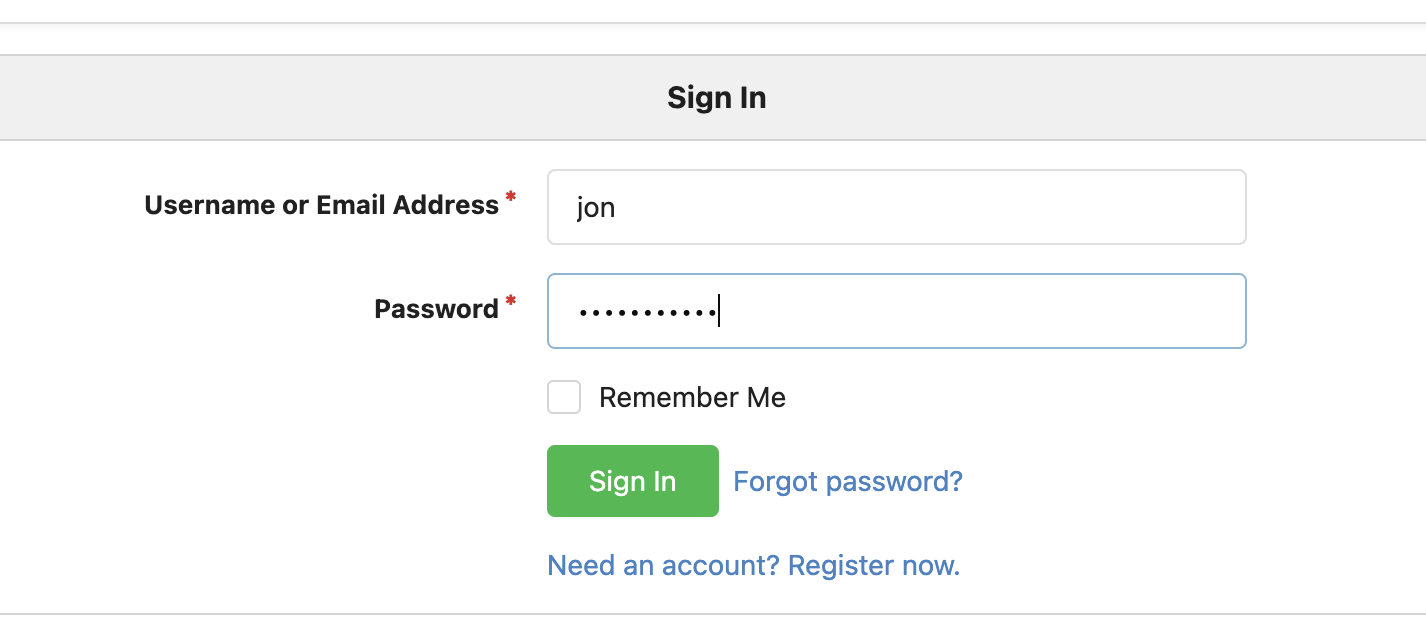 Sign In
Username or Email Address *
jon
Password *
•••••••••••
Remember Me
Sign In
Forgot password?
Need an account? Register now.